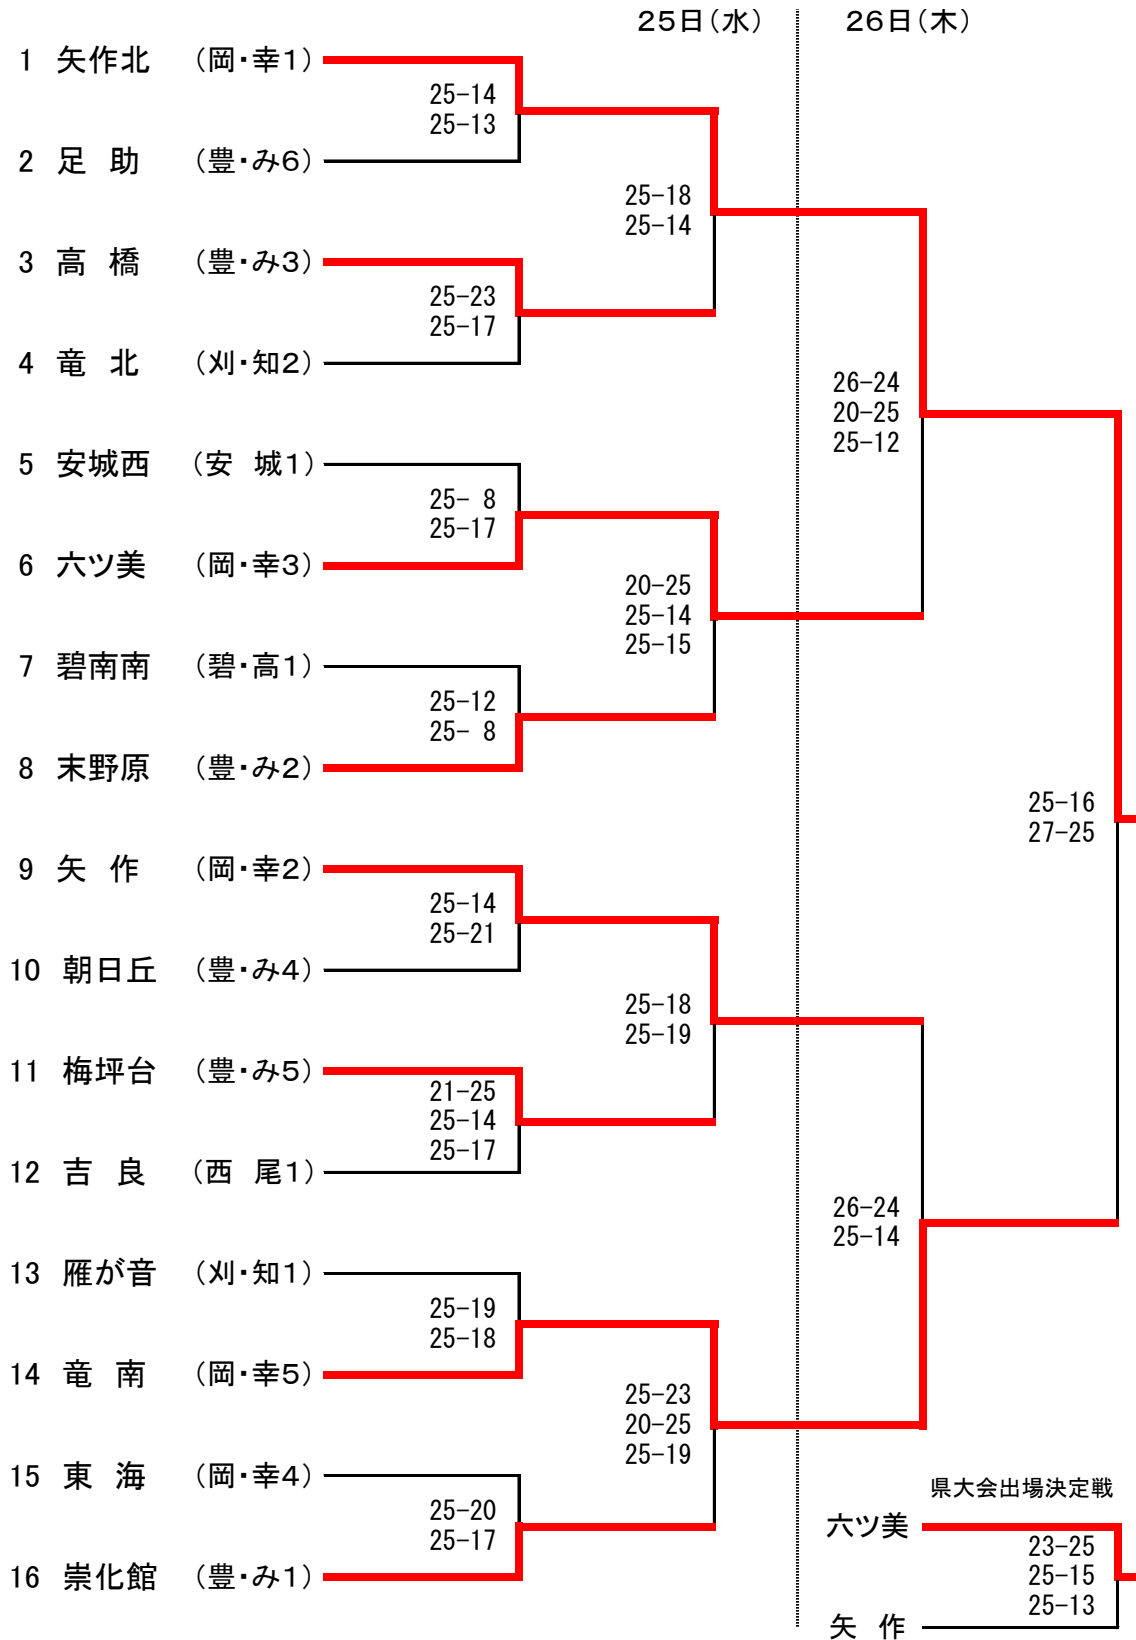 25日（水） 26日（木）
1 矢作北 （岡・幸１）
25-14
25-13
2 足 助 （豊・み６）
25-18
25-14
3 高 橋 （豊・み３）
25-23
25-17
4 竜 北 （刈・知２）
26-24
20-25
25-12
5 安城西 （安 城１）
25- 8
25-17
6 六ツ美 （岡・幸３）
20-25
25-14
25-15
7 碧南南 （碧・高１）
25-12
25- 8
8 末野原 （豊・み２）
25-16
27-25
9 矢 作 （岡・幸２）
25-14
25-21
10 朝日丘 （豊・み４）
25-18
25-19
11 梅坪台 （豊・み５）
21-25
25-14
25-17
12 吉 良 （西 尾１）
26-24
25-14
13 雁が音 （刈・知１）
25-19
25-18
14 竜 南 （岡・幸５）
25-23
20-25
25-19
15 東 海 （岡・幸４）
25-20
25-17
16 崇化館 （豊・み１）
県大会出場決定戦
六ツ美
23-25
25-15
25-13
矢 作